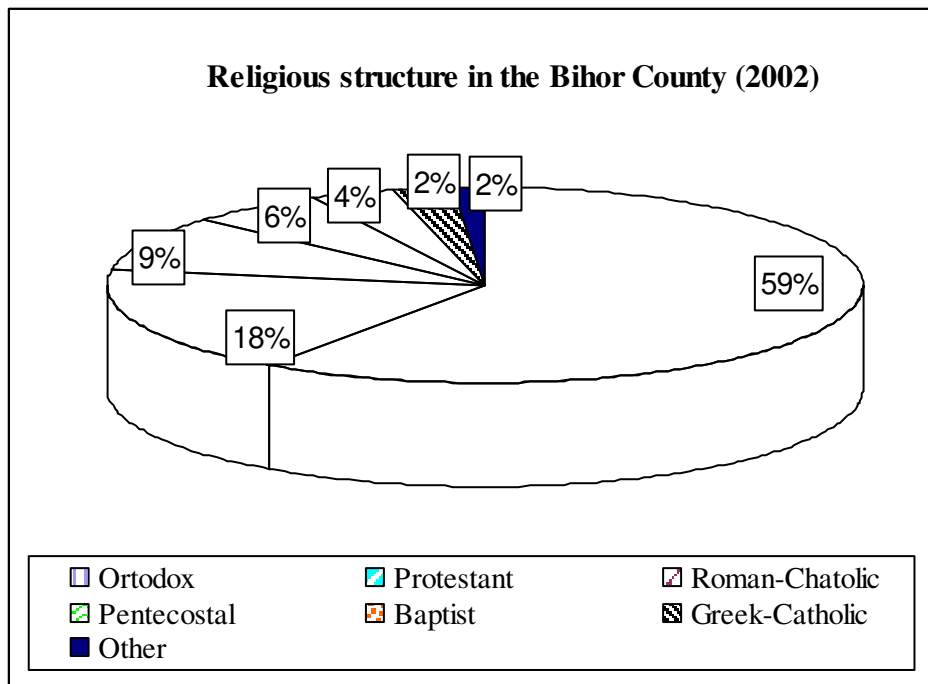 Religious structure in the Bihor County (2002)
2% 2%
4%
6%
9%
59%
18%
Ortodox Protestant Roman-Chatolic
Pentecostal Baptist Greek-Catholic
Other